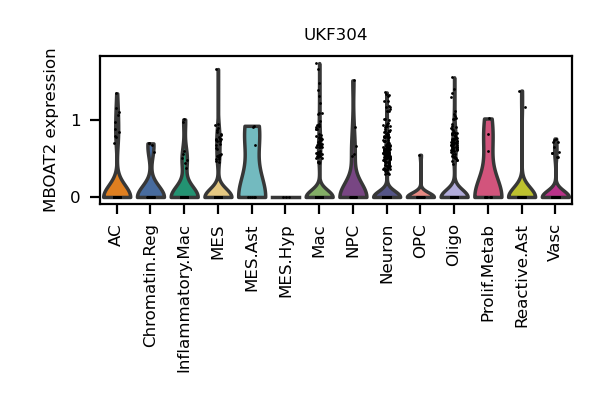 UKF304
MBOAT2 expression
1
0
AC
Chromatin.Reg
Inflammatory.Mac
MES
MES.Ast
MES.Hyp
Mac
NPC
Neuron
OPC
Oligo
Prolif.Metab
Reactive.Ast
Vasc